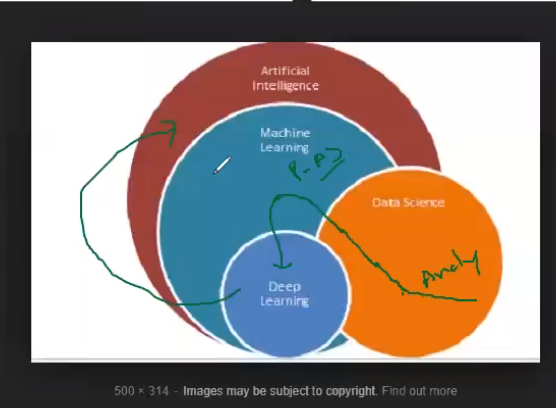 Artificial
Intelligence
Machine
Learning
Data Science
Deep
Learning
500 × 314 - Images may be subject to copyright. Find out more